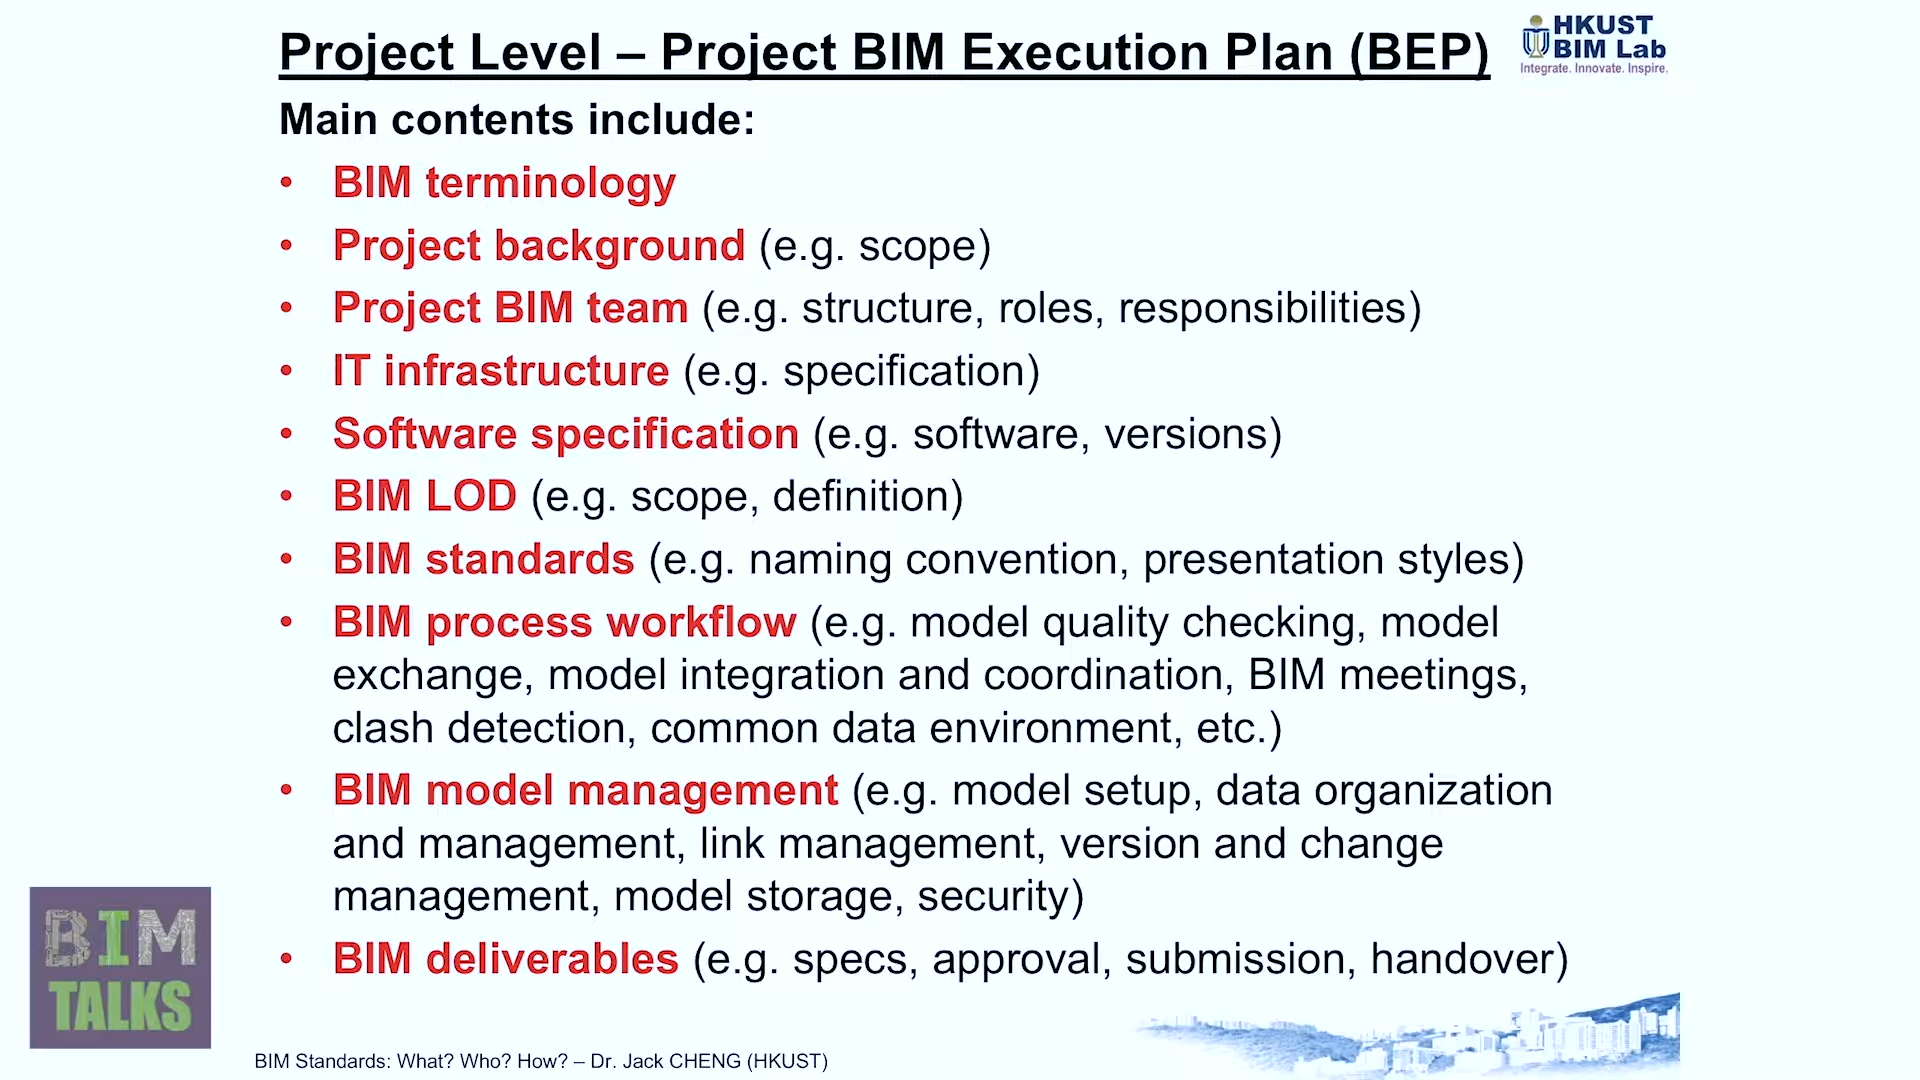 Project Level – Project BIM Execution Plan (BEP)
HKUST
BIM Lab
Integrate. Innovate. Inspire.
Main contents include:
• BIM terminology
• Project background (e.g. scope)
• Project BIM team (e.g. structure, roles, responsibilities)
• IT infrastructure (e.g. specification)
• Software specification (e.g. software, versions)
• BIM LOD (e.g. scope, definition)
• BIM standards (e.g. naming convention, presentation styles)
• BIM process workflow (e.g. model quality checking, model
exchange, model integration and coordination, BIM meetings,
clash detection, common data environment, etc.)
• BIM model management (e.g. model setup, data organization
and management, link management, version and change
management, model storage, security)
• BIM deliverables (e.g. specs, approval, submission, handover)
BIM
TALKS
BIM Standards: What? Who? How? – Dr. Jack CHENG (HKUST)